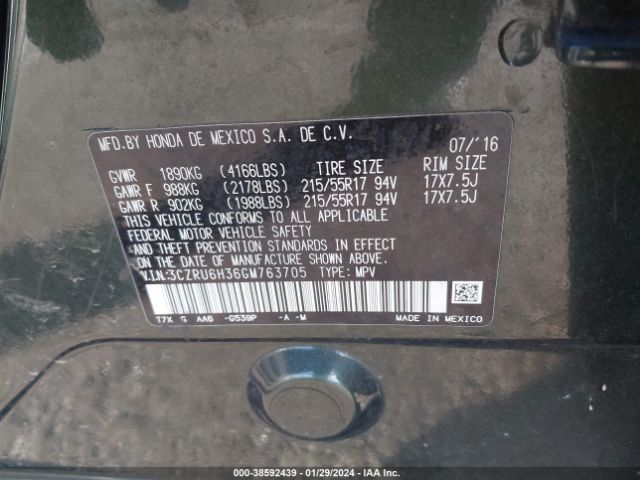 MFD.BY HONDA DE MEXICO S.A. DE C.V. 07/'16
GVWR 1890KG (4166LBS) TIRE SIZE RIM SIZE
GAWR F 988KG (2178LBS) 215/55R17 94V 17X7.5J
GAWR R 902KG (1988LBS) 215/55R17 94V 17X7.5J
THIS VEHICLE CONFORMS TO ALL APPLICABLE
FEDERAL MOTOR VEHICLE SAFETY
AND THEFT PREVENTION STANDARDS IN EFFECT
ON THE DATE OF MANUFACTURE SHOWN ABOVE.
V.I.N:3CZRU6H36GM763705 TYPE: MPV
T7X G AA6 -G539P -A -M MADE IN MEXICO
000-38592439 - 01/29/2024 - IAA Inc.